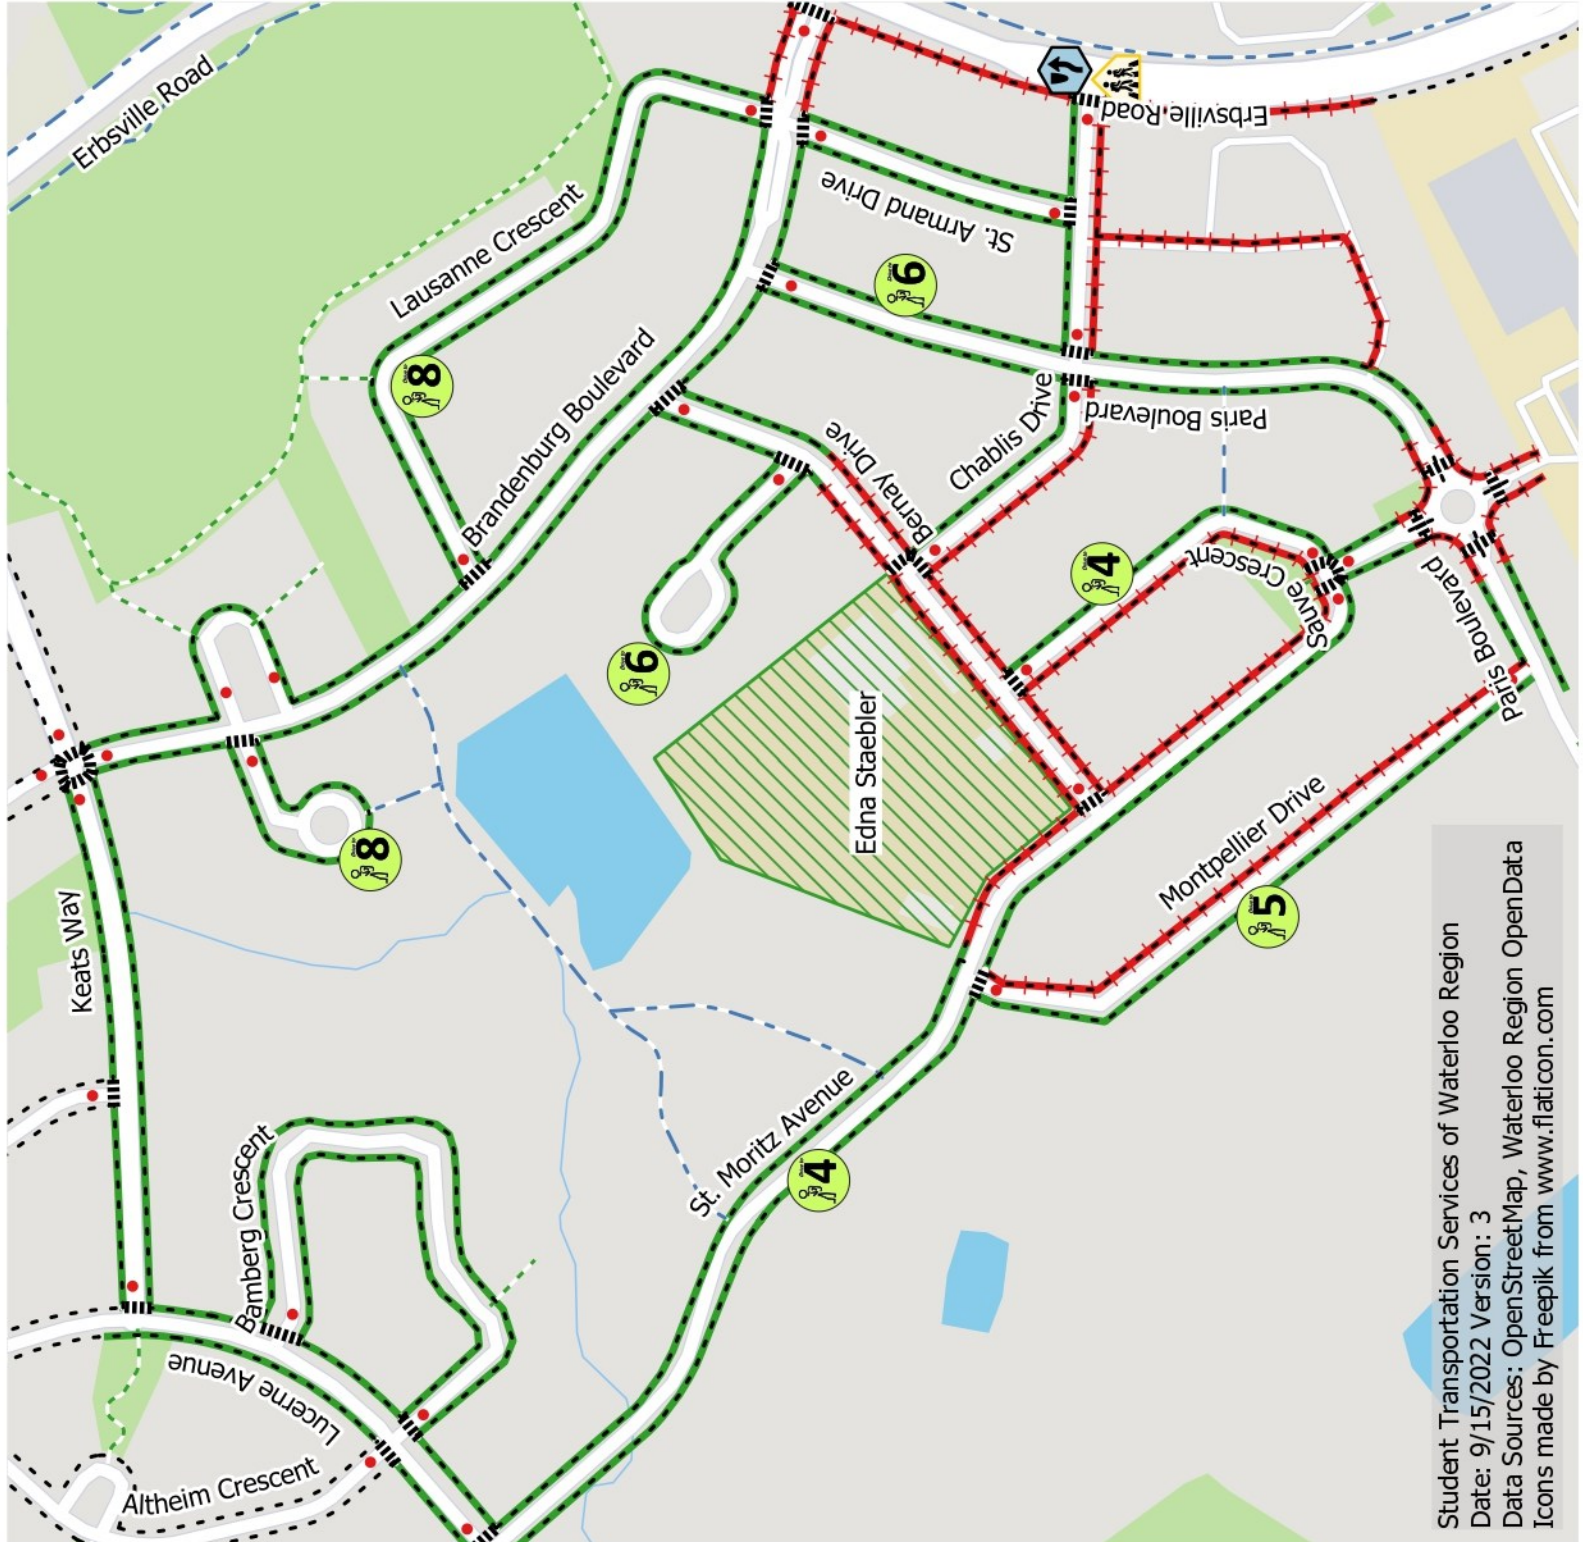 Erbsville Road
Lausanne Crescent
8
Brandenburg Boulevard
St. Armand Drive
6
Erbsville Road
Chablis Drive
Paris Boulevard
Bernay Drive
6
4
Sauve Crescent
Paris Boulevard
Paris Boulevard
Edna Staebler
8
Keats Way
Montpellier Drive
5
St. Moritz Avenue
4
Bamberg Crescent
Lucerne Avenue
Altheim Crescent
Student Transportation Services of Waterloo Region
Date: 9/15/2022 Version: 3
Data Sources: OpenStreetMap, Waterloo Region OpenData
Icons made by Freepik from www.flaticon.com